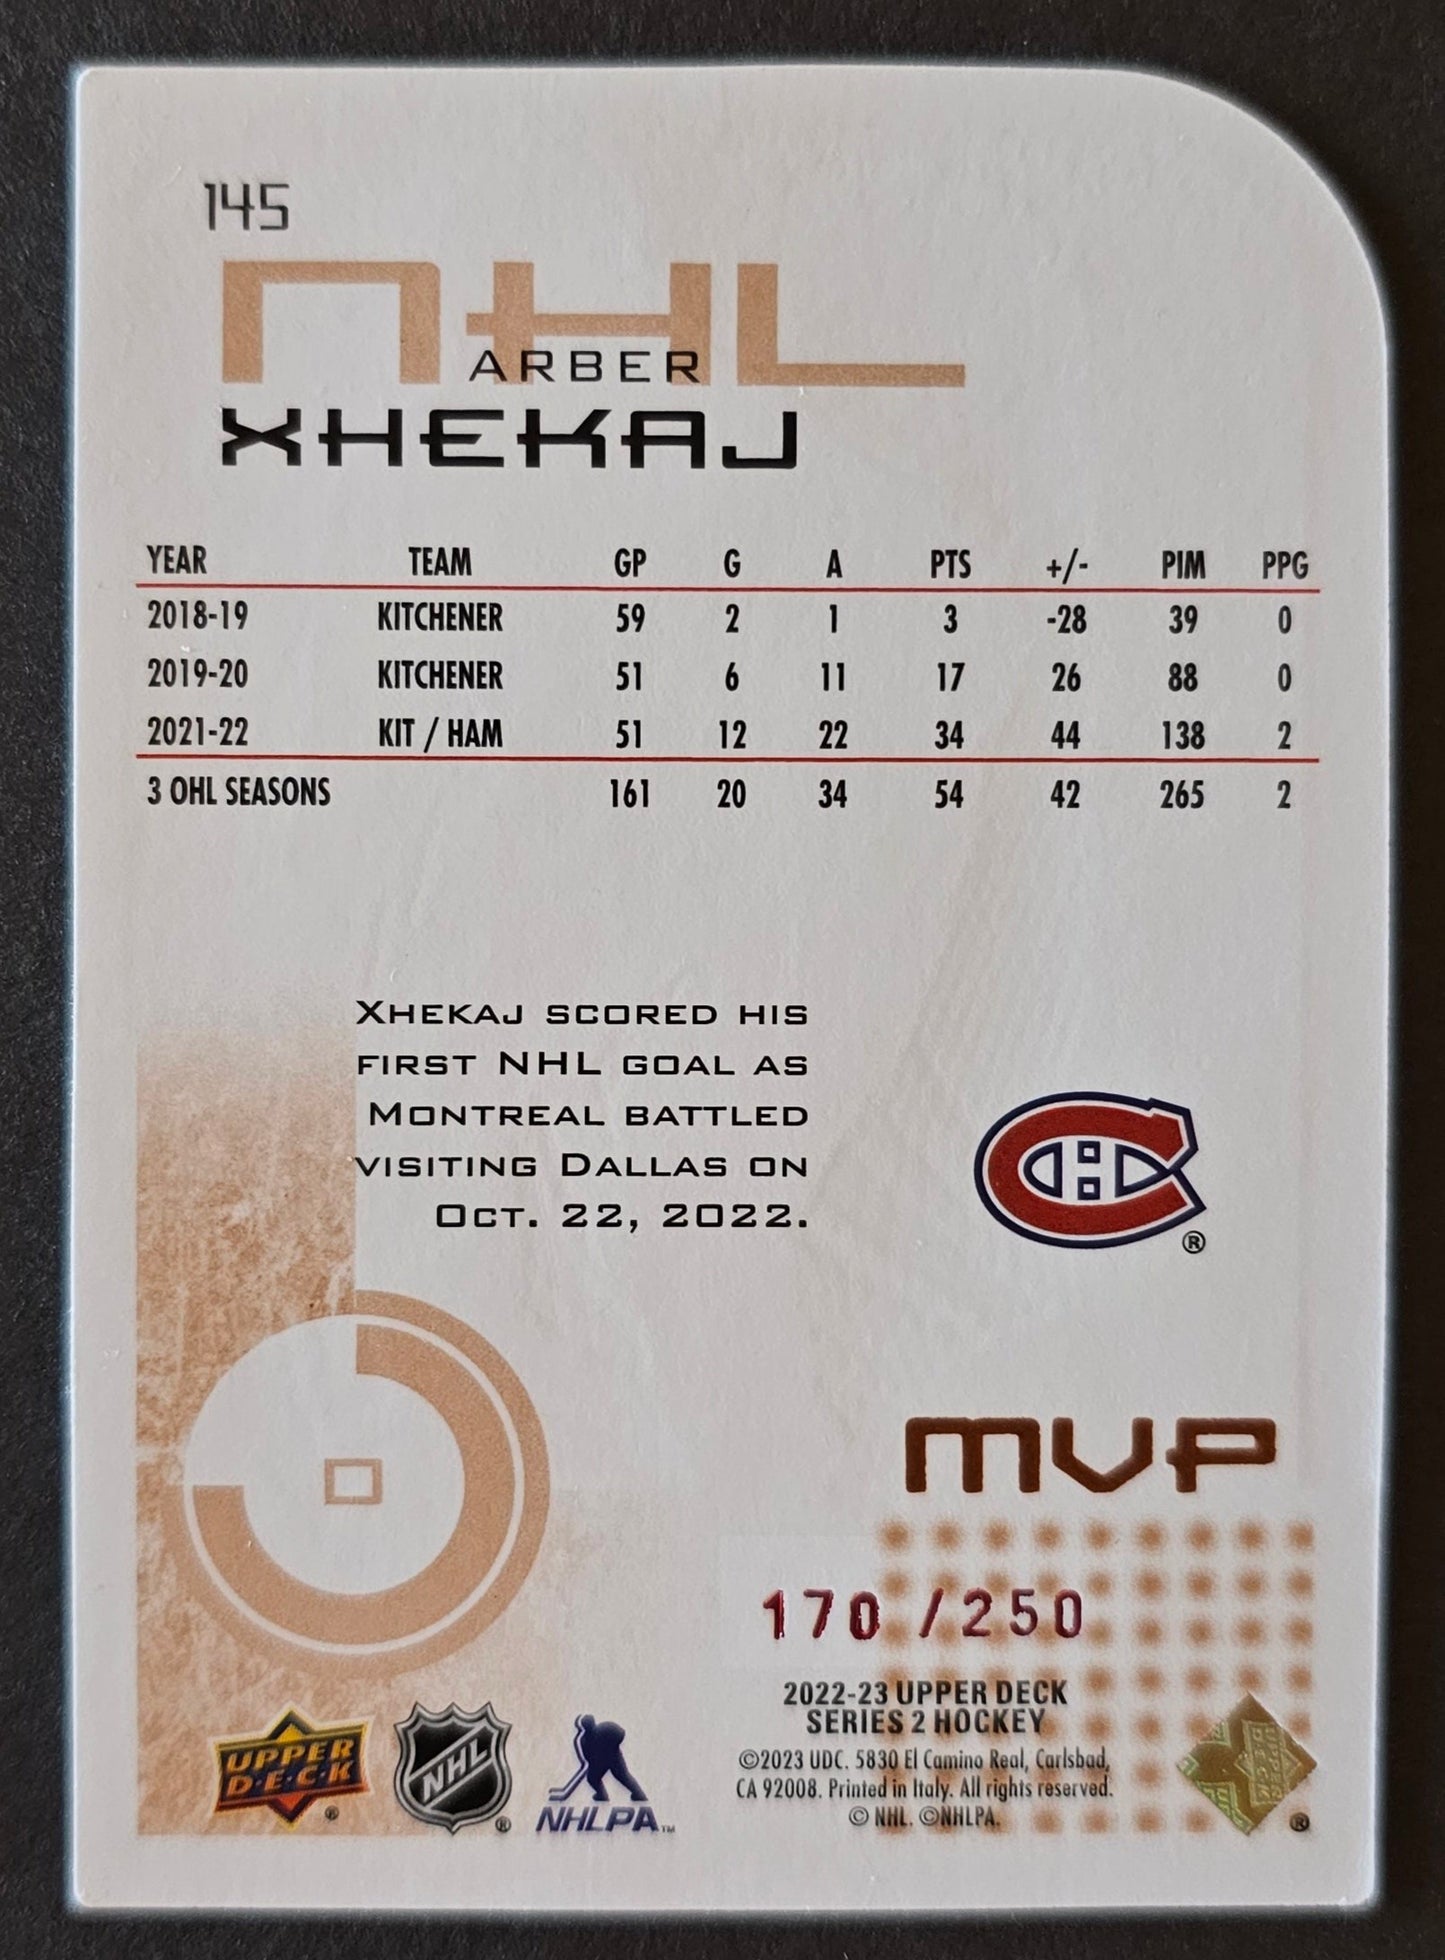 145
NHL
ARBER
XHEKAJ
YEAR TEAM GP G A PTS +/- PIM PPG
2018-19 KITCHENER 59 2 1 3 -28 39 0
2019-20 KITCHENER 51 6 11 17 26 88 0
2021-22 KIT / HAM 51 12 22 34 44 138 2
3 OHL SEASONS 161 20 34 54 42 265 2
XHEKAJ SCORED HIS
FIRST NHL GOAL AS
MONTREAL BATTLED
VISITING DALLAS ON
OCT. 22, 2022.
CH®
MVP
170 /250
2022-23 UPPER DECK
SERIES 2 HOCKEY
©2023 UDC. 5830 El Camino Real, Carlsbad,
CA 92008. Printed in Italy. All rights reserved.
© NHL. ©NHLPA.
UPPER
D·E·C·K®
NHL®
NHLPA™
®